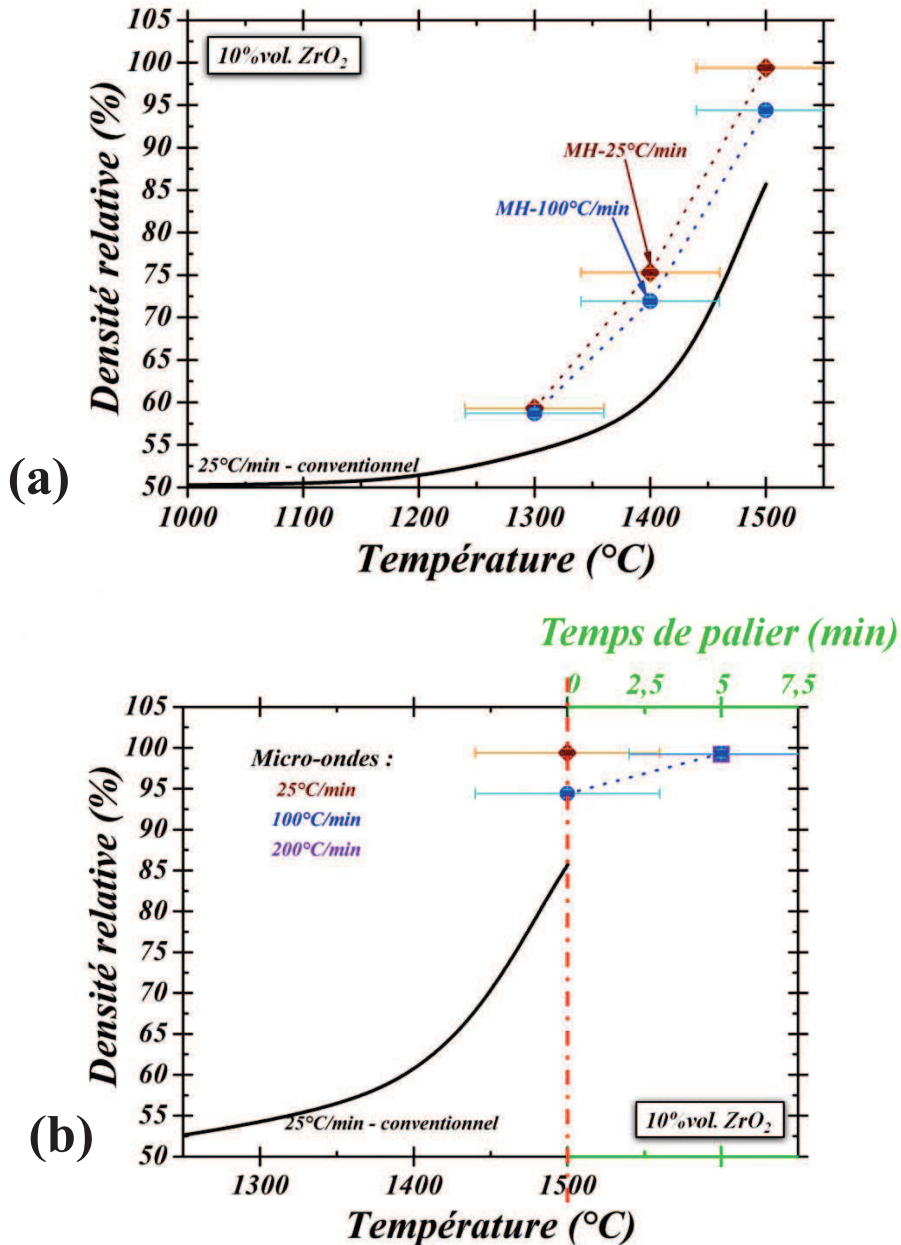 (a)
Densité relative (%)
105
100
95
90
85
80
75
70
65
60
55
50
10%vol. ZrO₂
MH-25°C/min
MH-100°C/min
25°C/min - conventionnel
1000 1100 1200 1300 1400 1500
Température (°C)
(b)
Temps de palier (min)
0 2,5 5 7,5
Densité relative (%)
105
100
95
90
85
80
75
70
65
60
55
50
Micro-ondes :
25°C/min
100°C/min
200°C/min
25°C/min - conventionnel
10%vol. ZrO₂
1300 1400 1500
Température (°C)